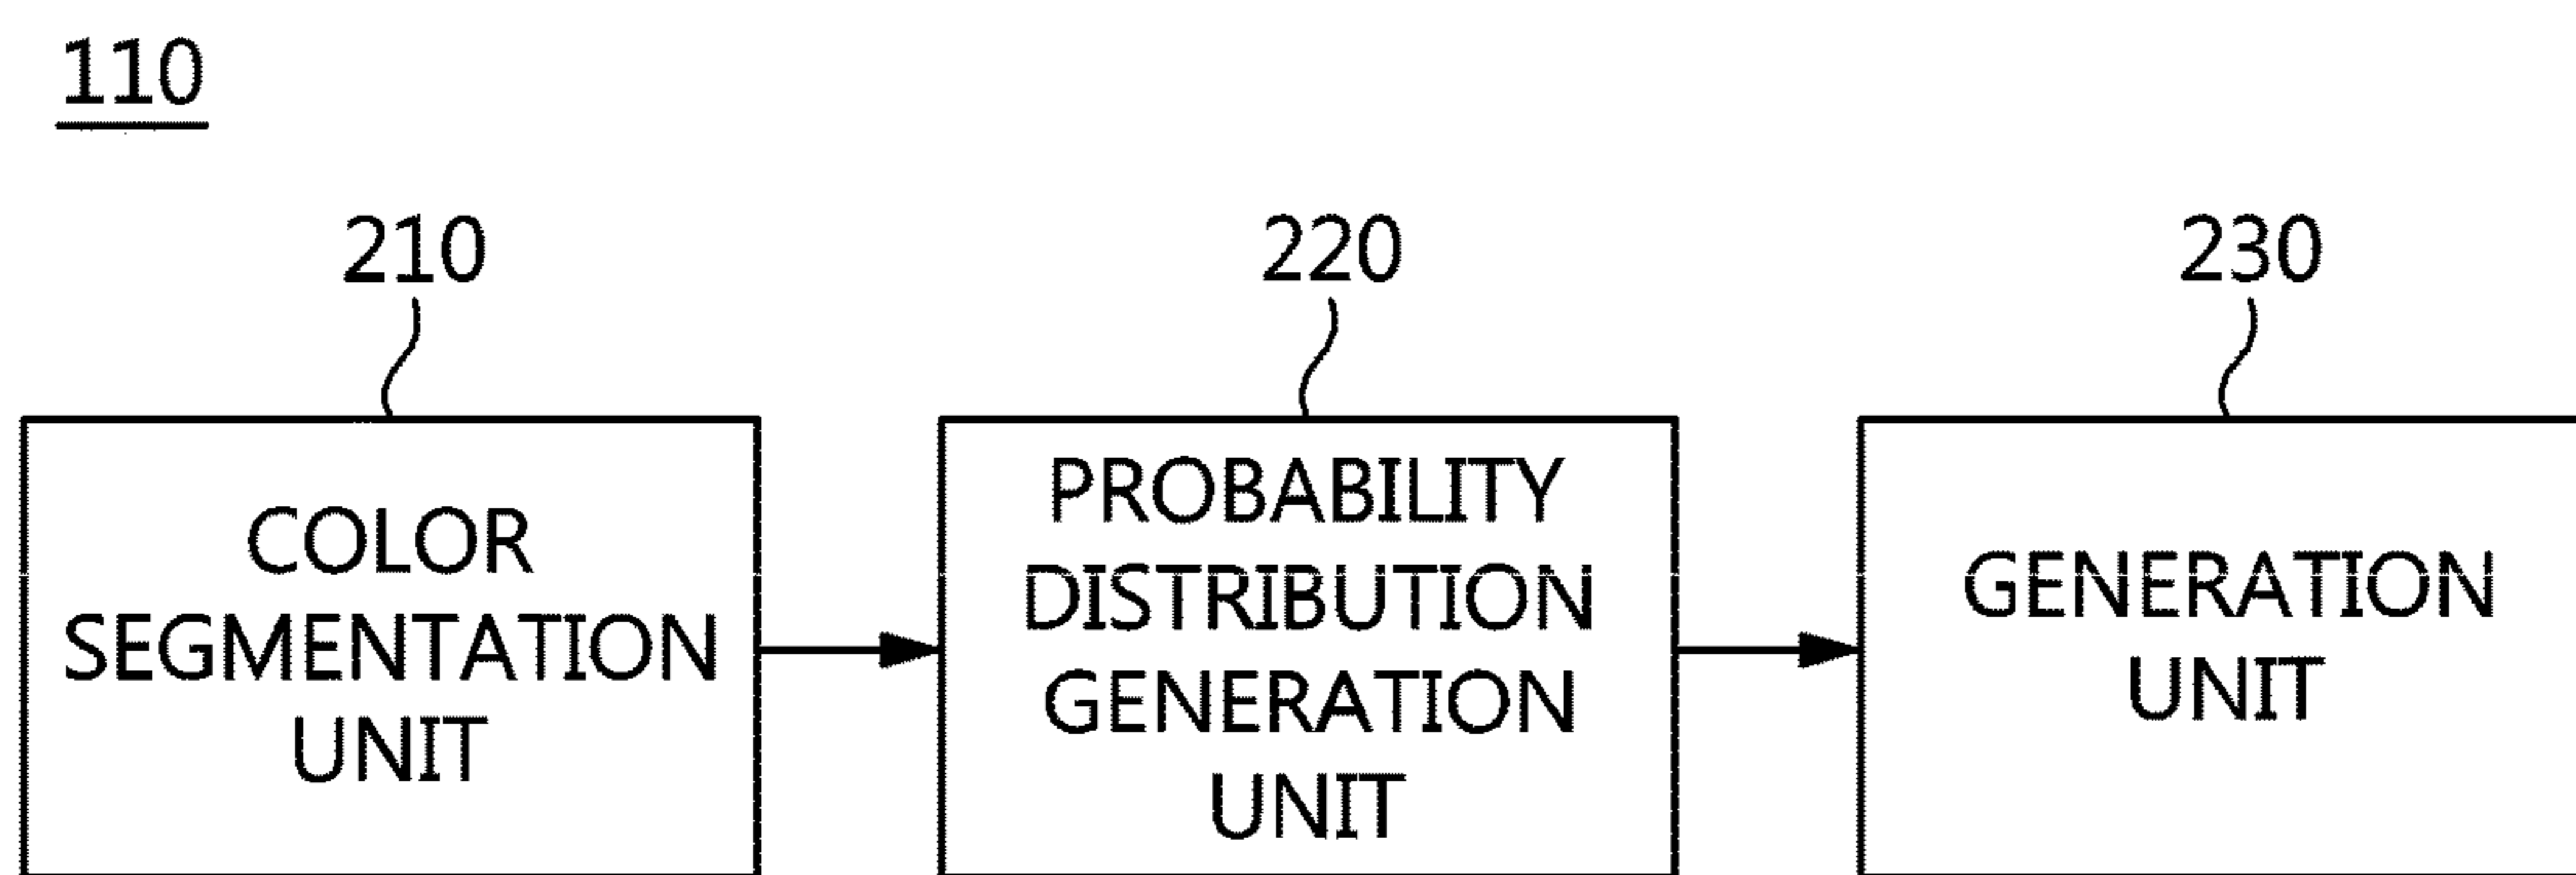 110
210
220
230
COLOR
SEGMENTATION
UNIT
PROBABILITY
DISTRIBUTION
GENERATION
UNIT
GENERATION
UNIT